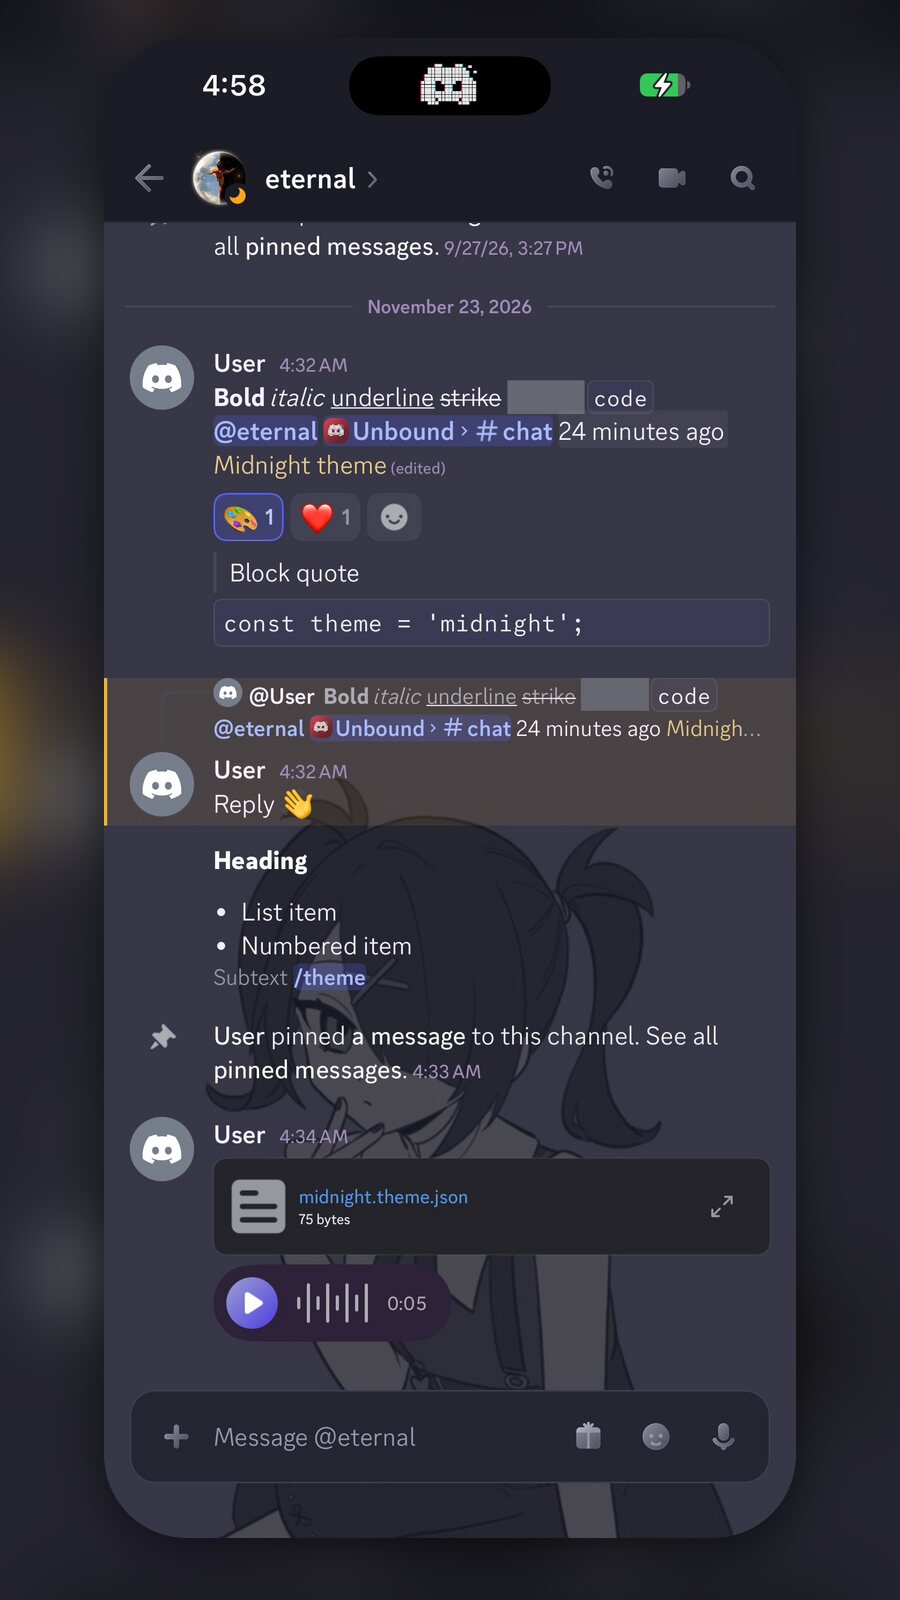 4:58
eternal
all pinned messages. 9/27/26, 3:27 PM
November 23, 2026
User 4:32 AM
Bold italic underline strike code
@eternal Unbound › # chat 24 minutes ago
Midnight theme (edited)
1 1
Block quote
const theme = 'midnight';
@User Bold italic underline strike code
@eternal Unbound › # chat 24 minutes ago Midnigh...
User 4:32 AM
Reply
Heading
• List item
• Numbered item
Subtext /theme
User pinned a message to this channel. See all
pinned messages. 4:33 AM
User 4:34 AM
midnight.theme.json
75 bytes
0:05
Message @eternal